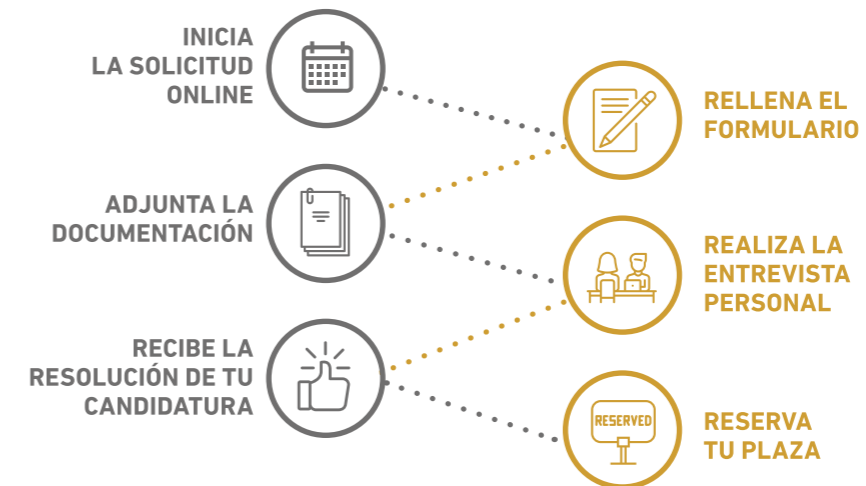 INICIA
LA SOLICITUD
ONLINE
RELLENA EL
FORMULARIO
ADJUNTA LA
DOCUMENTACIÓN
REALIZA LA
ENTREVISTA
PERSONAL
RECIBE LA
RESOLUCIÓN DE TU
CANDIDATURA
RESERVED
RESERVA
TU PLAZA